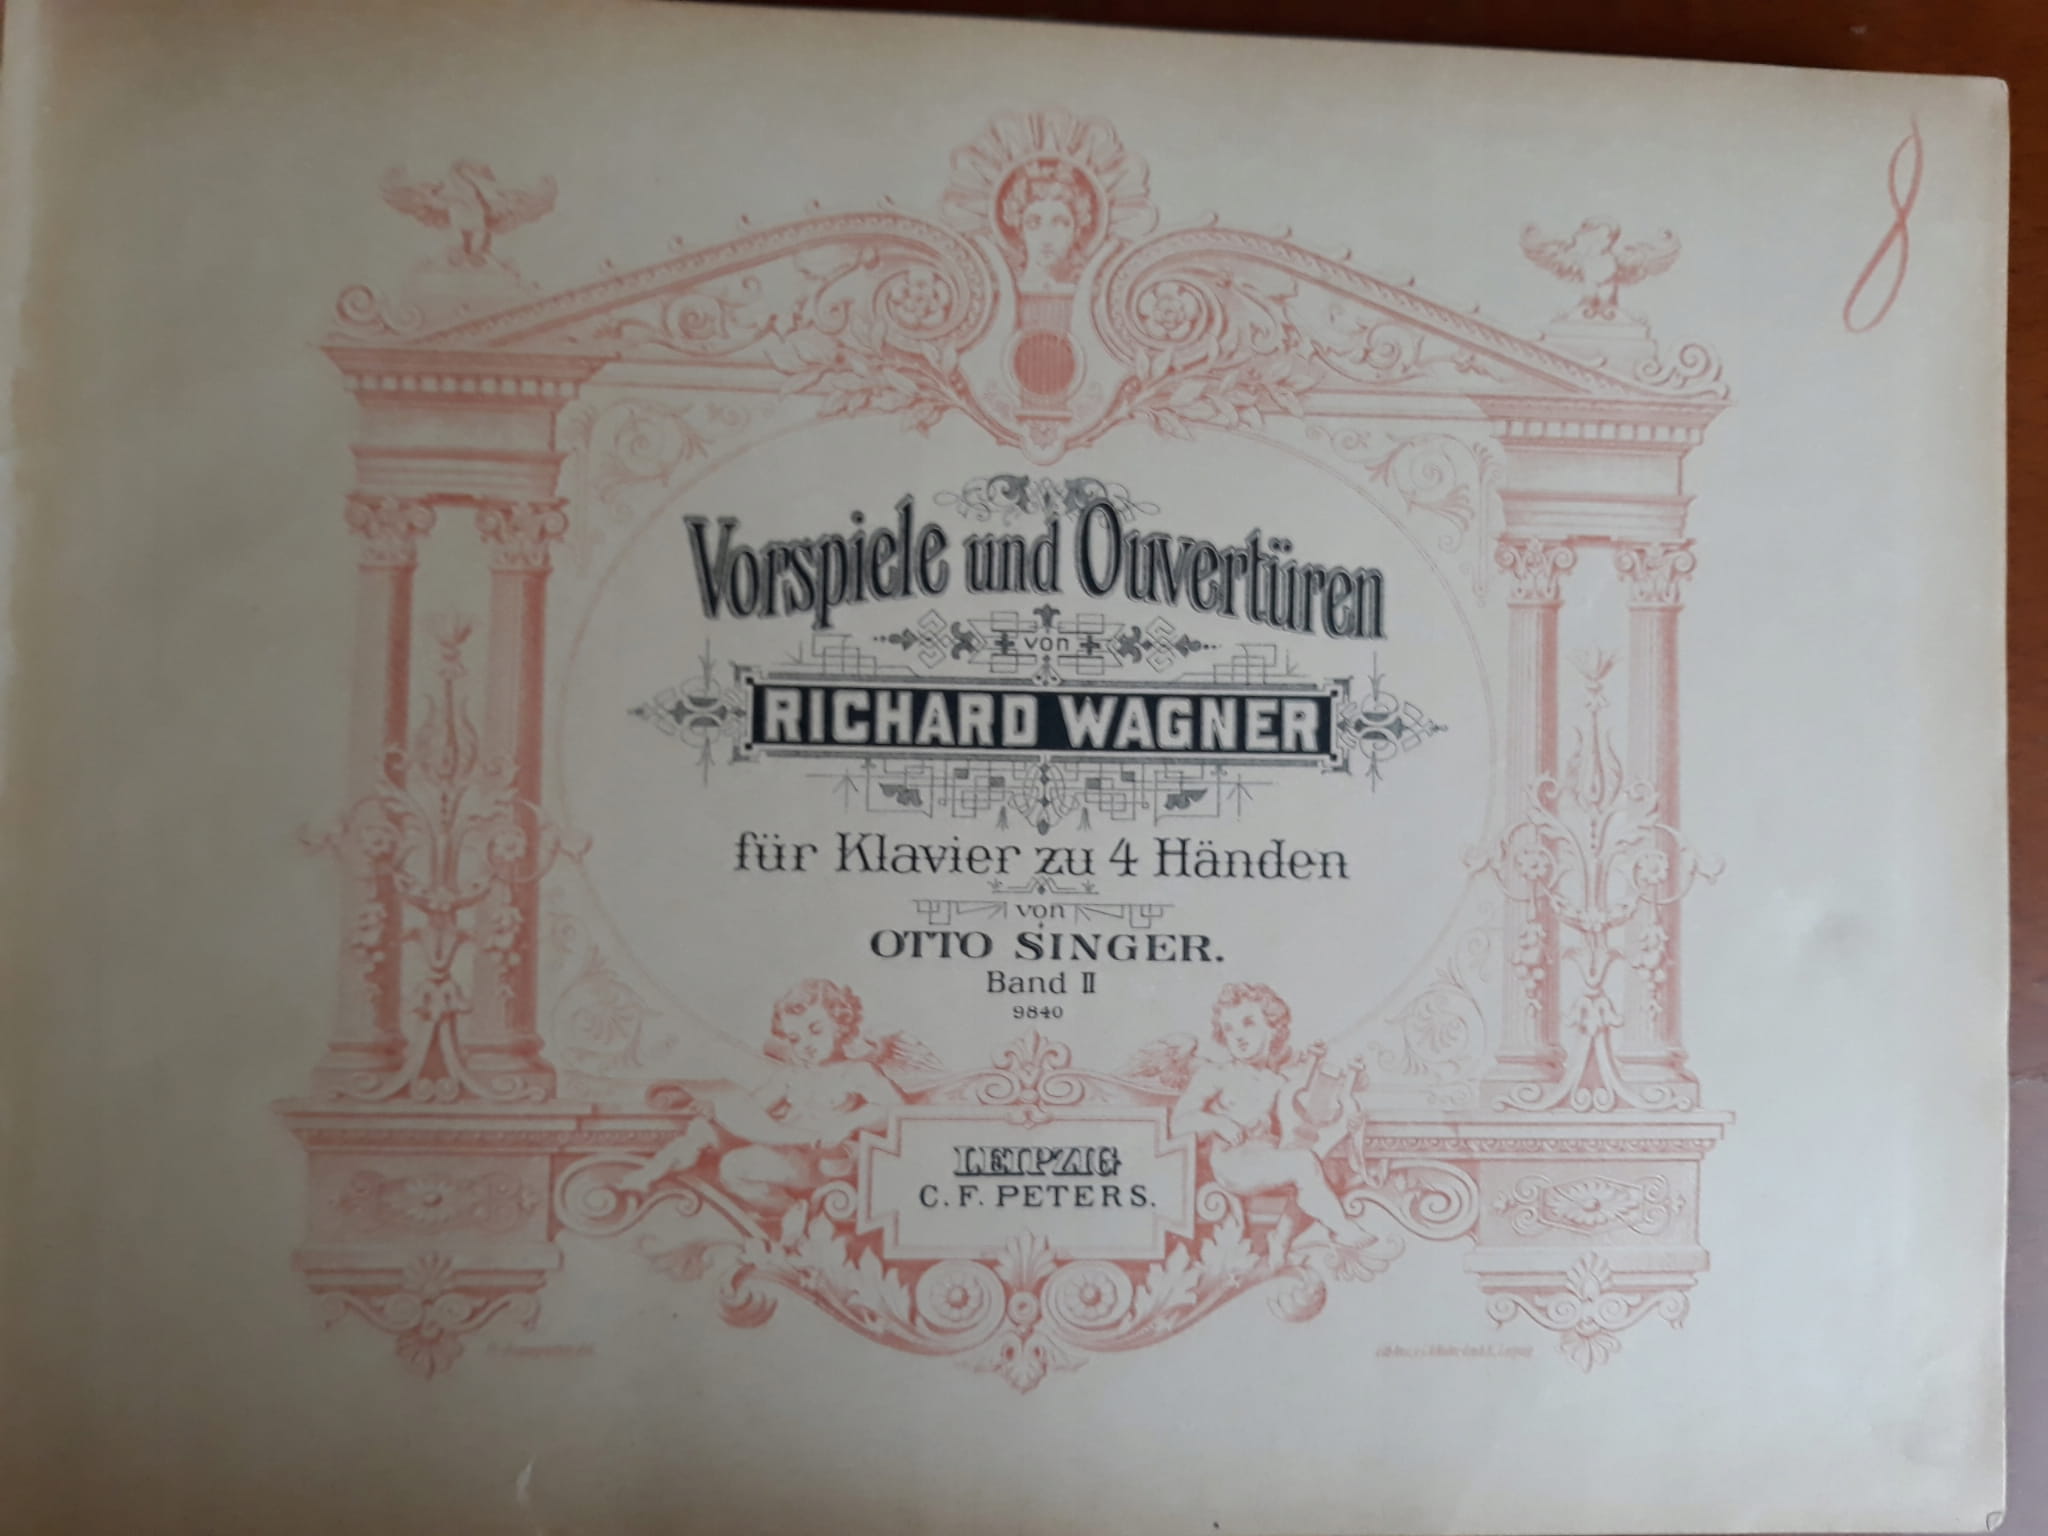 8
Vorspiele und Ouvertüren
von
RICHARD WAGNER
für Klavier zu 4 Händen
von
OTTO SINGER.
Band II
9840
LEIPZIG
C. F. PETERS.